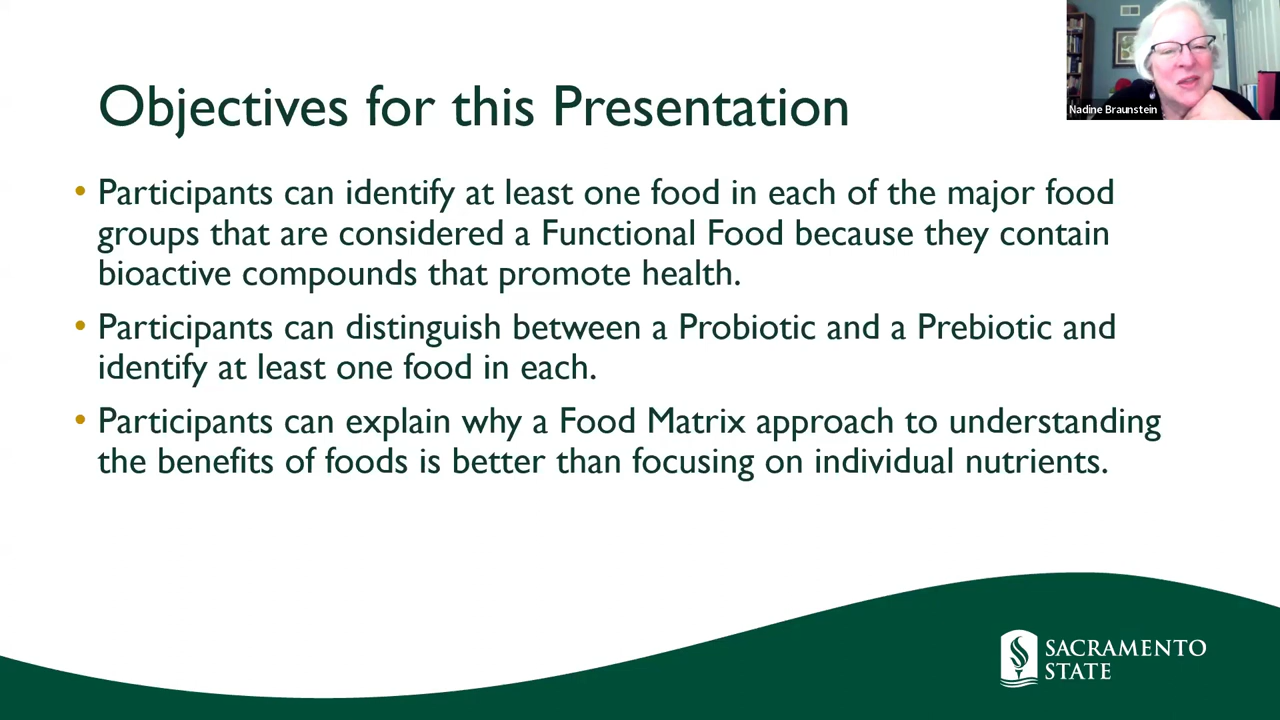 Objectives for this Presentation
Nadine Braunstein
• Participants can identify at least one food in each of the major food
groups that are considered a Functional Food because they contain
bioactive compounds that promote health.
• Participants can distinguish between a Probiotic and a Prebiotic and
identify at least one food in each.
• Participants can explain why a Food Matrix approach to understanding
the benefits of foods is better than focusing on individual nutrients.
SACRAMENTO
STATE